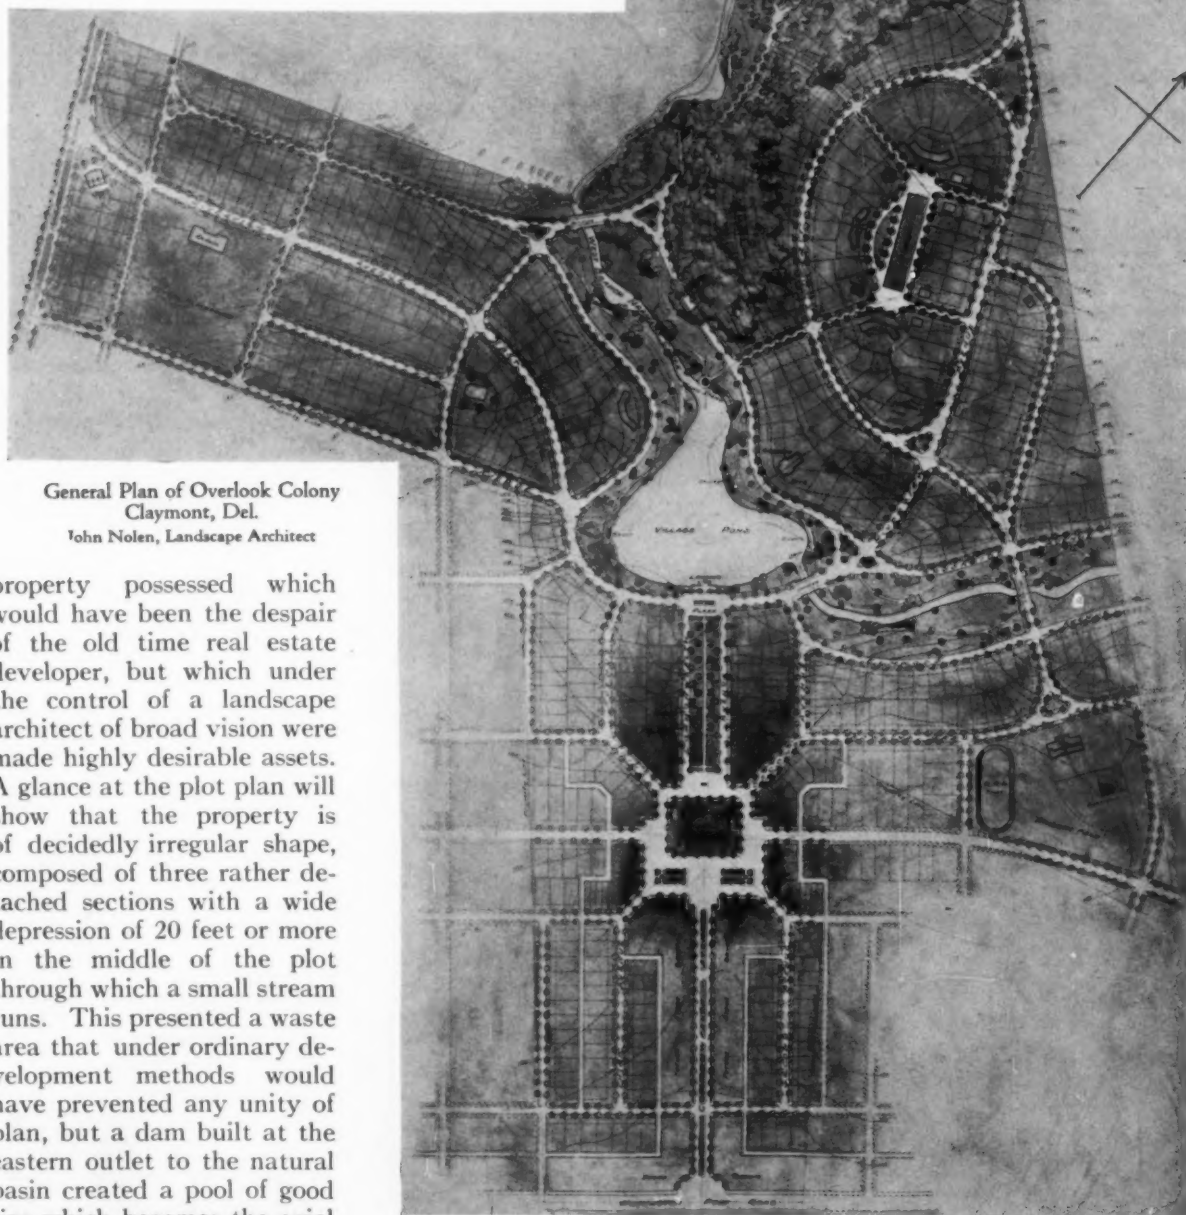 General Plan of Overlook Colony
Claymont, Del.
John Nolen, Landscape Architect
property possessed which
would have been the despair
of the old time real estate
developer, but which under
the control of a landscape
architect of broad vision were
made highly desirable assets.
A glance at the plot plan will
show that the property is
of decidedly irregular shape,
composed of three rather de-
tached sections with a wide
depression of 20 feet or more
in the middle of the plot
through which a small stream
runs. This presented a waste
area that under ordinary de-
velopment methods would
have prevented any unity of
plan, but a dam built at the
eastern outlet to the natural
basin created a pool of good
VILLAGE POND
PLAZA